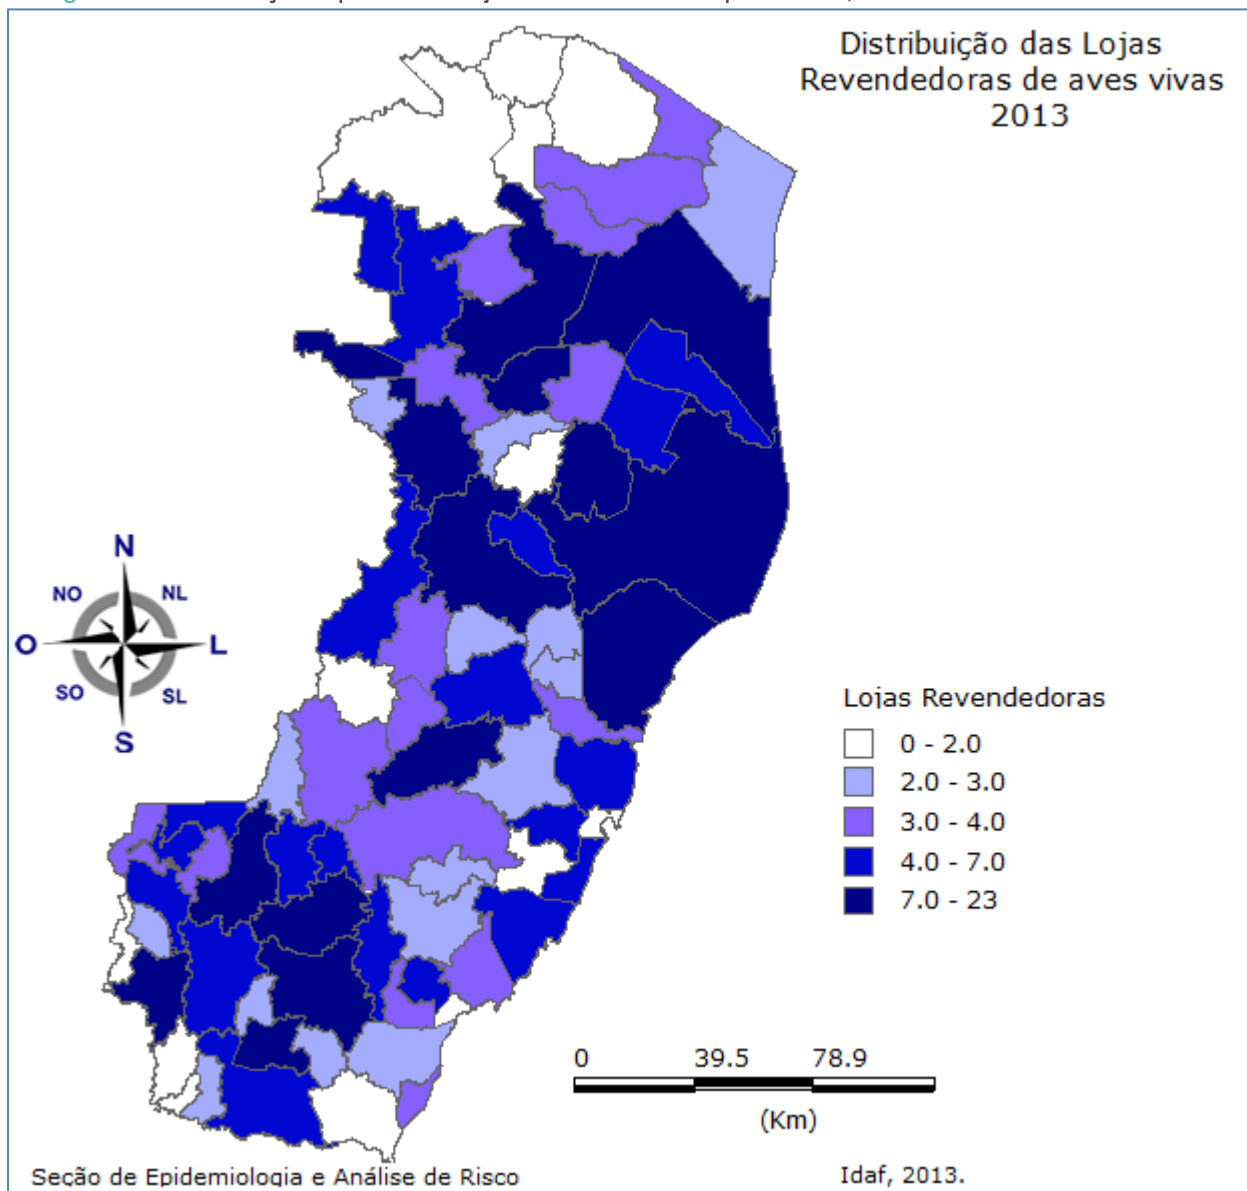 Distribuição das Lojas
Revendedoras de aves vivas
2013
N
NO
NL
O
L
SO
SL
S
Lojas Revendedoras
0 - 2.0
2.0 - 3.0
3.0 - 4.0
4.0 - 7.0
7.0 - 23
0 39.5 78.9
(Km)
Seção de Epidemiologia e Análise de Risco
Idaf, 2013.